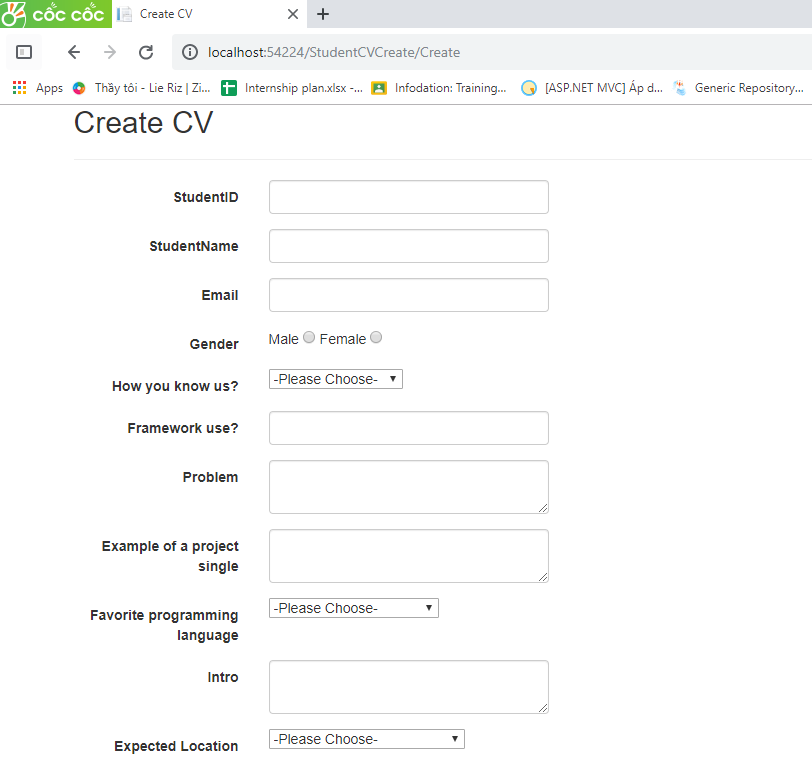 cốc cốc
Create CV
localhost:54224/StudentCVCreate/Create
Apps
Thầy tôi - Lie Riz | Zi...
Internship plan.xlsx -...
Infodation: Training...
[ASP.NET MVC] Áp d...
Generic Repository...
Create CV
StudentID
StudentName
Email
Gender
Male Female
How you know us?
-Please Choose-
Framework use?
Problem
Example of a project
single
Favorite programming
language
-Please Choose-
Intro
Expected Location
-Please Choose-